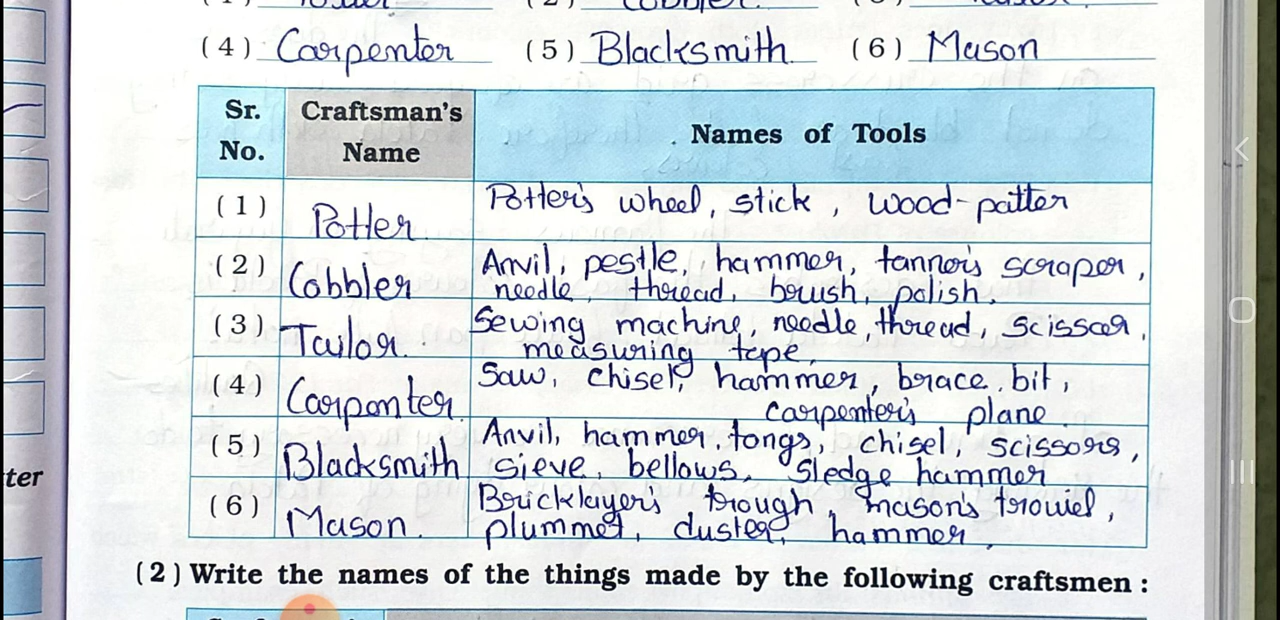 (4) Carpenter (5) Blacksmith. (6) Mason
Sr. No. Craftsman's Name Names of Tools
(1) Potter Potter's wheel, stick, wood-patter
(2) Cobbler Anvil, pestle, hammer, tanner's scraper,
needle, thread, brush, polish.
(3) Tailor. Sewing machine, needle, thread, scissor,
measuring tape.
(4) Carpenter. Saw, chisel, hammer, brace, bit,
carpenter's plane
(5) Blacksmith Anvil, hammer, tongs, chisel, scissors,
sieve, bellows, Sledge hammer
(6) Mason. Bricklayer's trough, mason's trowel,
plummet, duster, hammer.
ter
(2) Write the names of the things made by the following craftsmen :